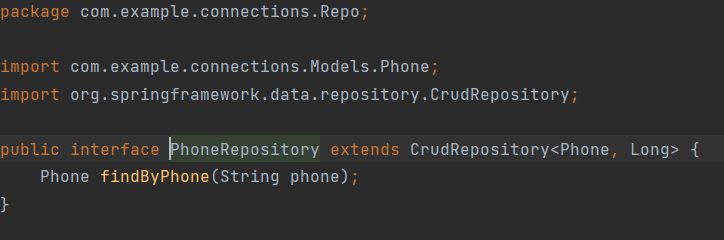 package com.example.connections.Repo;
import com.example.connections.Models.Phone;
import org.springframework.data.repository.CrudRepository;
public interface PhoneRepository extends CrudRepository<Phone, Long> {
Phone findByPhone(String phone);
}